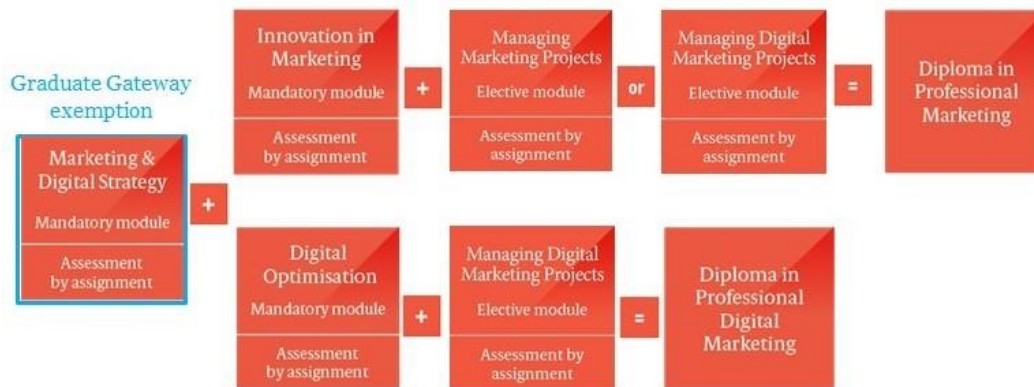 Graduate Gateway
exemption
Marketing &
Digital Strategy
Mandatory module
Assessment
by assignment
+
Innovation in
Marketing
Mandatory module
Assessment
by assignment
+
Managing
Marketing Projects
Elective module
Assessment by
assignment
or
Managing Digital
Marketing Projects
Elective module
Assessment by
assignment
=
Diploma in
Professional
Marketing
Digital
Optimisation
Mandatory module
Assessment
by assignment
+
Managing Digital
Marketing Projects
Elective module
Assessment by
assignment
=
Diploma in
Professional
Digital
Marketing